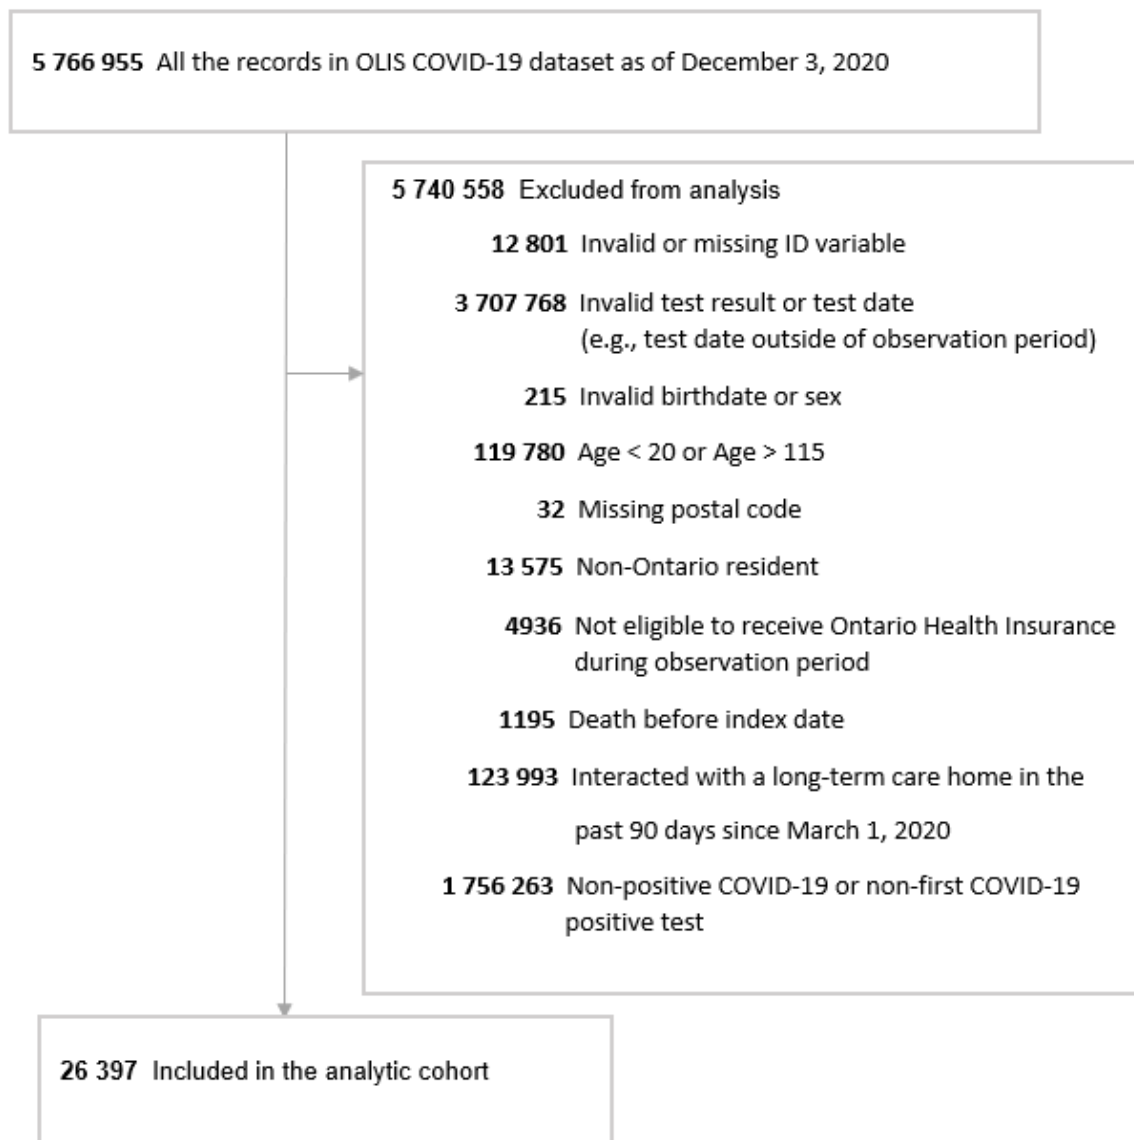 5 766 955 All the records in OLIS COVID-19 dataset as of December 3, 2020
5 740 558 Excluded from analysis
12 801 Invalid or missing ID variable
3 707 768 Invalid test result or test date
(e.g., test date outside of observation period)
215 Invalid birthdate or sex
119 780 Age < 20 or Age > 115
32 Missing postal code
13 575 Non-Ontario resident
4936 Not eligible to receive Ontario Health Insurance
during observation period
1195 Death before index date
123 993 Interacted with a long-term care home in the
past 90 days since March 1, 2020
1 756 263 Non-positive COVID-19 or non-first COVID-19
positive test
26 397 Included in the analytic cohort